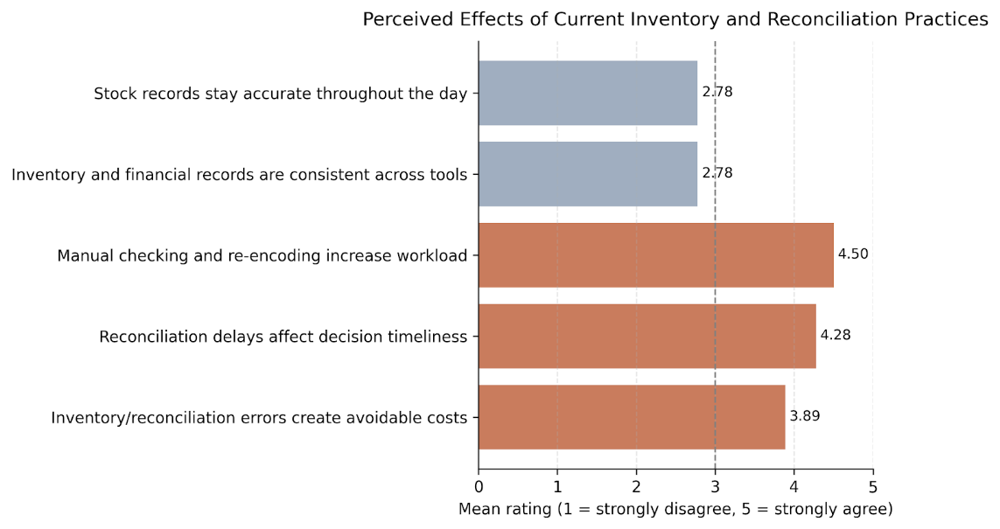 Perceived Effects of Current Inventory and Reconciliation Practices
Stock records stay accurate throughout the day
2.78
Inventory and financial records are consistent across tools
2.78
Manual checking and re-encoding increase workload
4.50
Reconciliation delays affect decision timeliness
4.28
Inventory/reconciliation errors create avoidable costs
3.89
0 1 2 3 4 5
Mean rating (1 = strongly disagree, 5 = strongly agree)